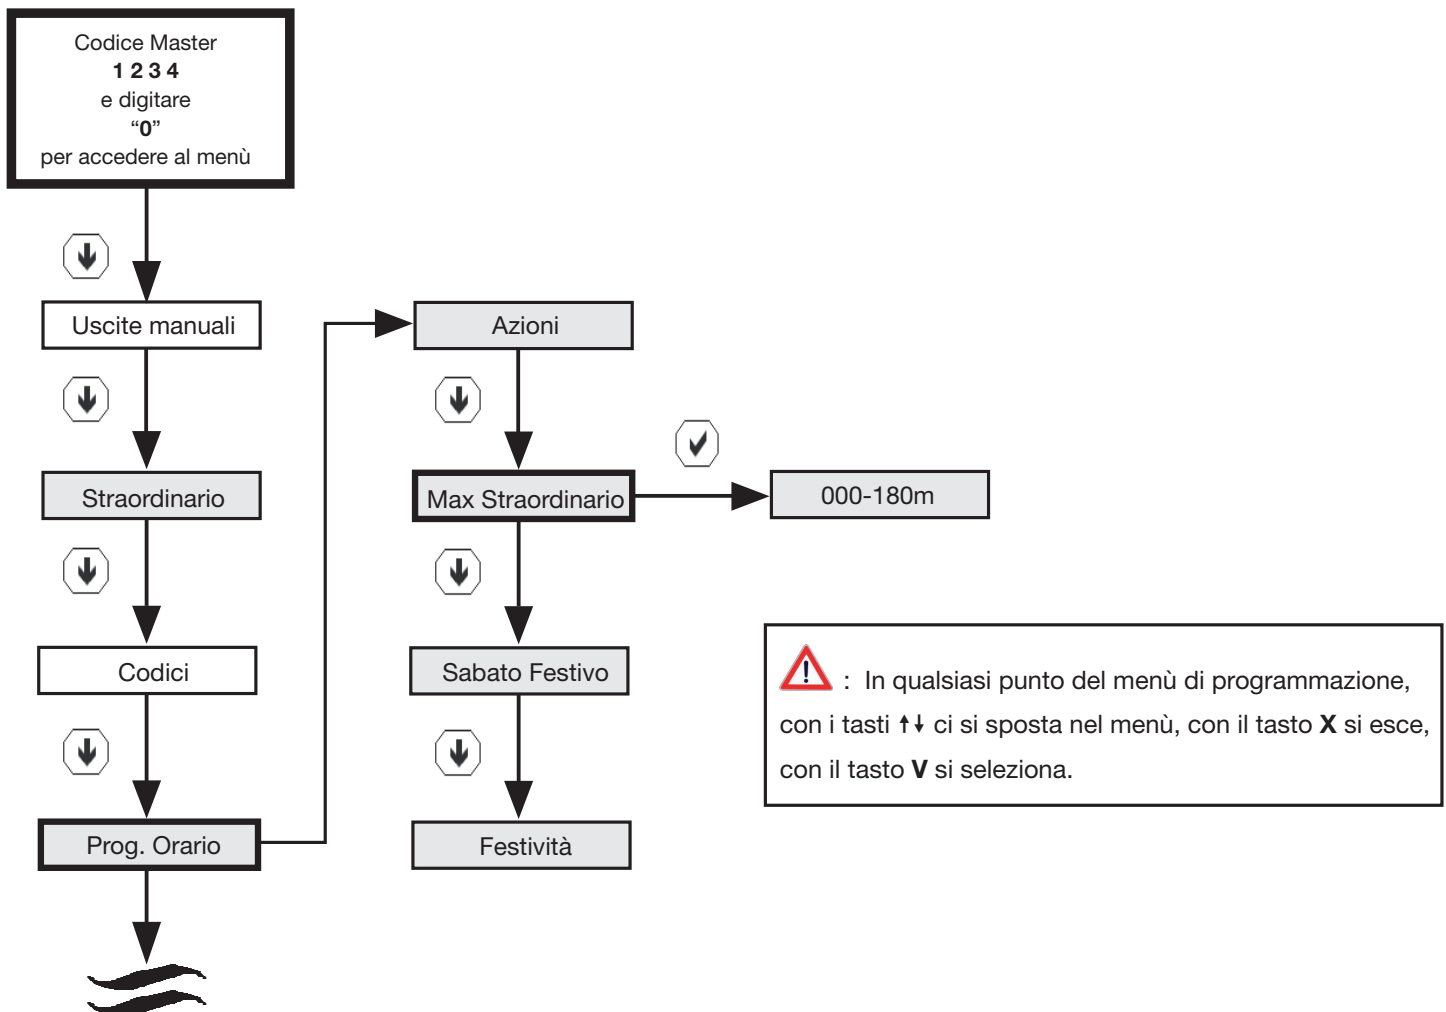 Codice Master
1 2 3 4
e digitare
“0”
per accedere al menù
Uscite manuali
Straordinario
Codici
Prog. Orario
Azioni
Max Straordinario
000-180m
Sabato Festivo
Festività
: In qualsiasi punto del menù di programmazione,
con i tasti ↑↓ ci si sposta nel menù, con il tasto X si esce,
con il tasto V si seleziona.